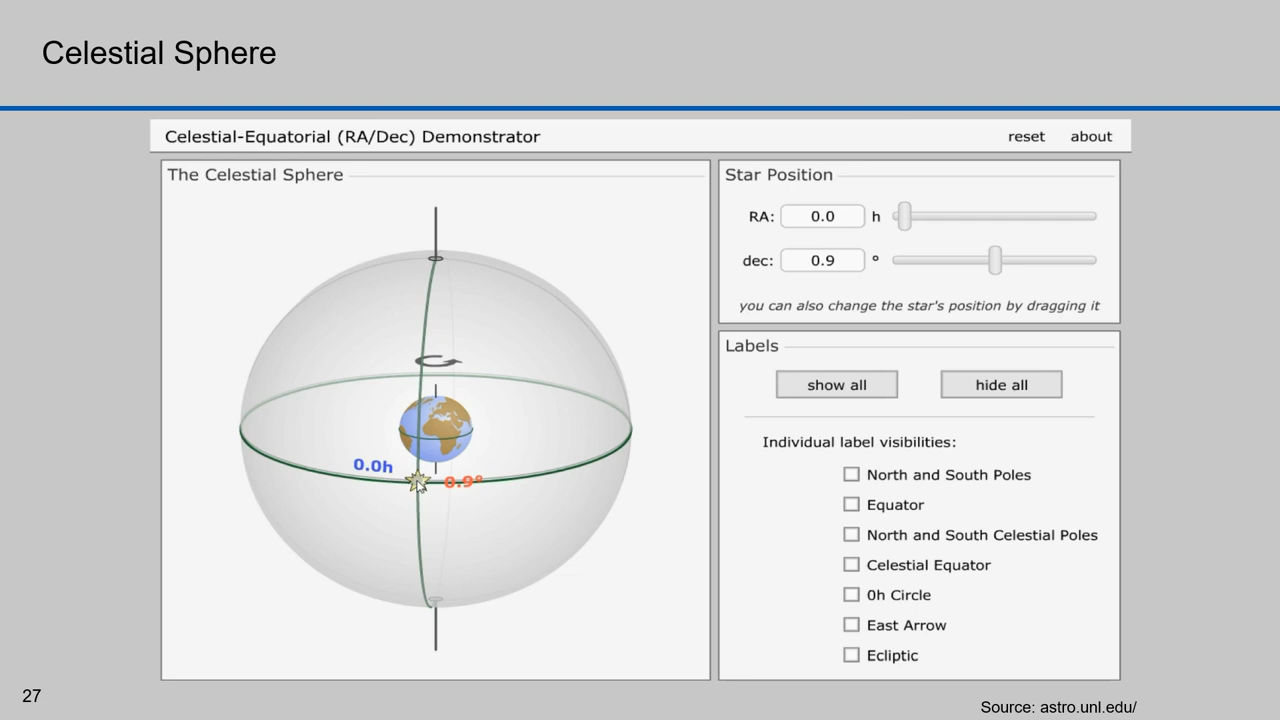 Celestial Sphere
Celestial-Equatorial (RA/Dec) Demonstrator
reset about
The Celestial Sphere
0.0h
0.9°
Star Position
RA: 0.0 h
dec: 0.9 °
you can also change the star's position by dragging it
Labels
show all hide all
Individual label visibilities:
North and South Poles
Equator
North and South Celestial Poles
Celestial Equator
0h Circle
East Arrow
Ecliptic
27
Source: astro.unl.edu/